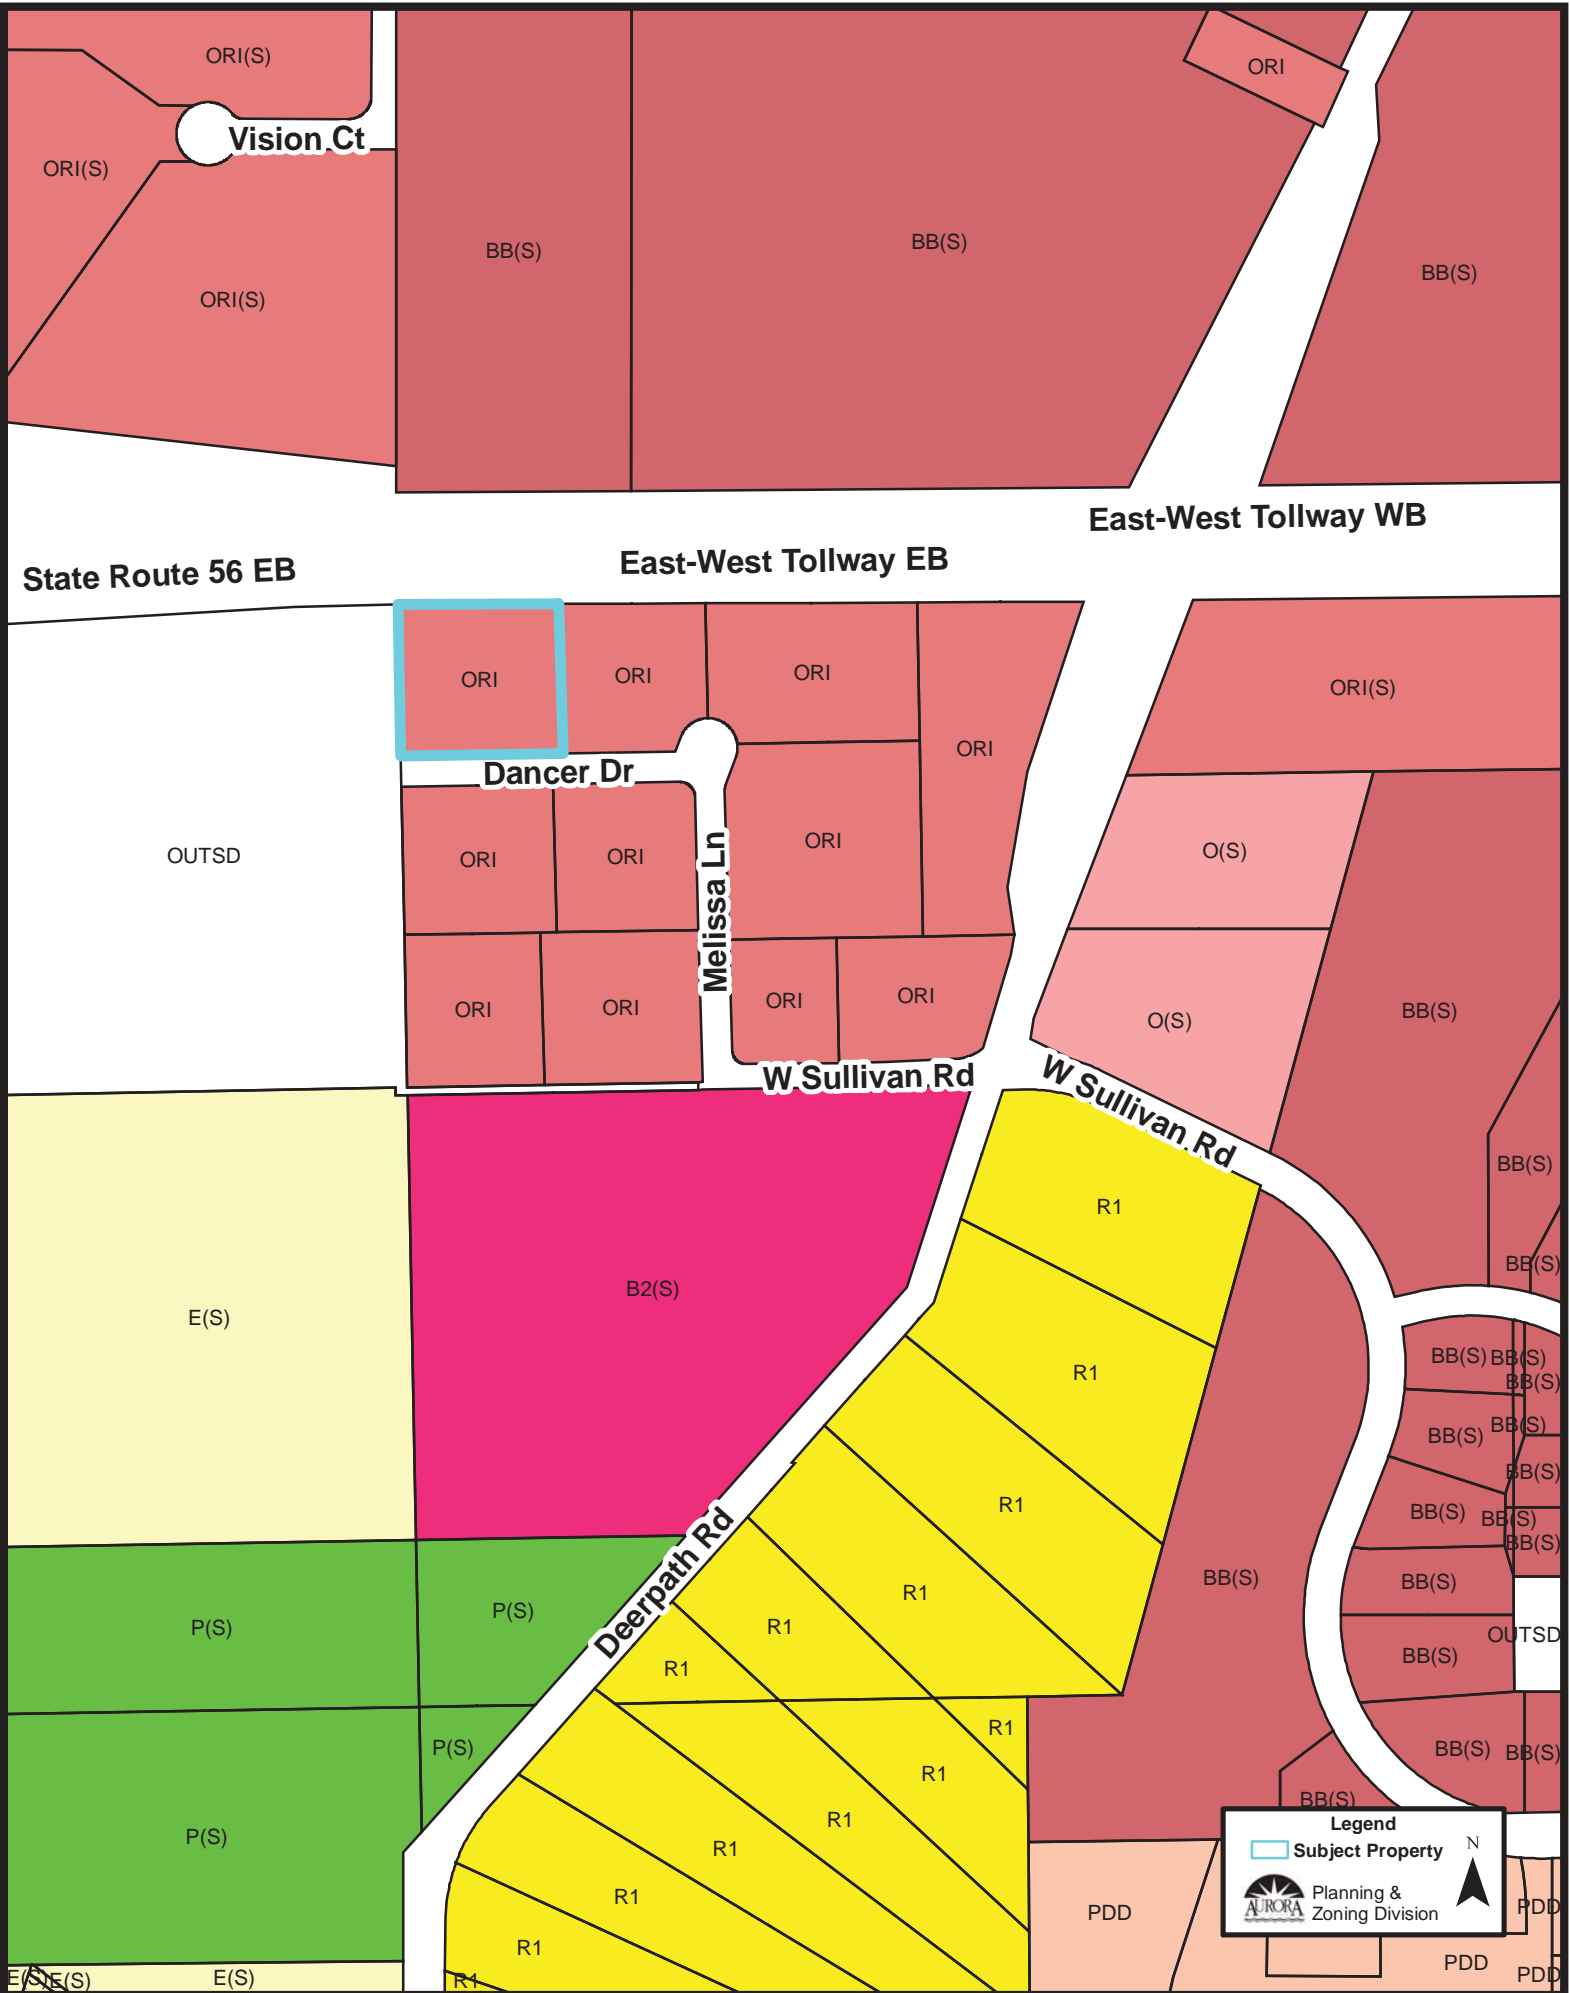 ORI(S)
ORI
Vision Ct
ORI(S)
BB(S)
BB(S)
BB(S)
ORI(S)
East-West Tollway WB
East-West Tollway EB
State Route 56 EB
ORI
ORI
ORI
ORI(S)
ORI
Dancer Dr
OUTSD
ORI
ORI
Melissa Ln
ORI
O(S)
ORI
ORI
ORI
ORI
O(S)
BB(S)
W Sullivan Rd
W Sullivan Rd
BB(S)
R1
BB(S)
E(S)
B2(S)
R1
BB(S)
BB(S)
BB(S)
BB(S)
BB(S)
BB(S)
R1
BB(S)
BB(S)
BB(S)
Deerpath Rd
R1
BB(S)
BB(S)
P(S)
P(S)
R1
OUTSD
R1
BB(S)
R1
P(S)
BB(S)
BB(S)
R1
BB(S)
R1
R1
P(S)
Legend
Subject Property
N
AURORA
Planning &
Zoning Division
R1
PDD
PDD
R1
PDD
PDD
E(S)
E(S)
E(S)
R1